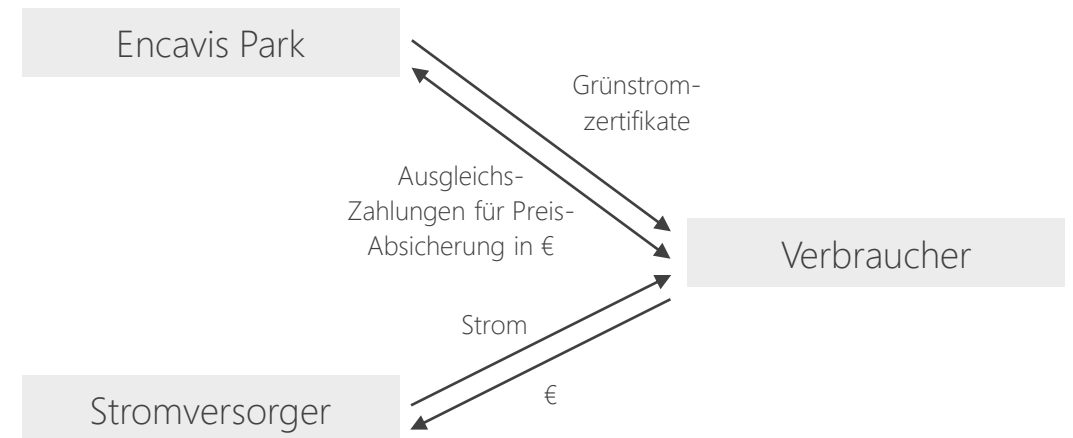 Encavis Park
Grünstrom-
zertifikate
Ausgleichs-
Zahlungen für Preis-
Absicherung in €
Verbraucher
Strom
€
Stromversorger